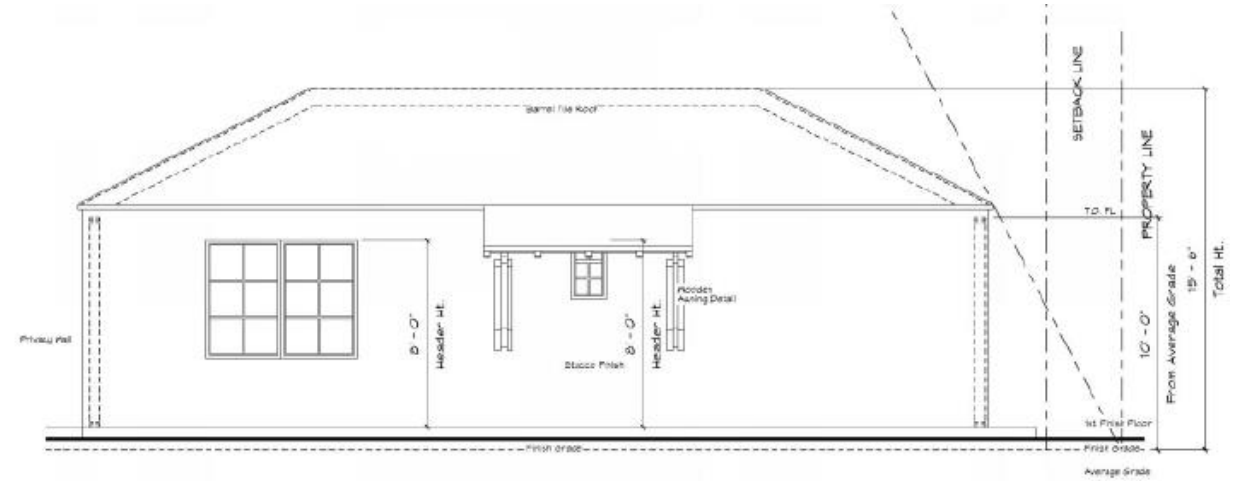 SETBACK LINE
Barrel Tile Roof
PROPERTY LINE
T.O. PL
15' - 6"
Total Ht.
10' - 0"
From Average Grade
Wooden
Awning Detail
8' - 0"
Header Ht.
8' - 0"
Header Ht.
Privacy Wall
Stucco Finish
1st Finish Floor
Finish Grade
Finish Grade
Average Grade